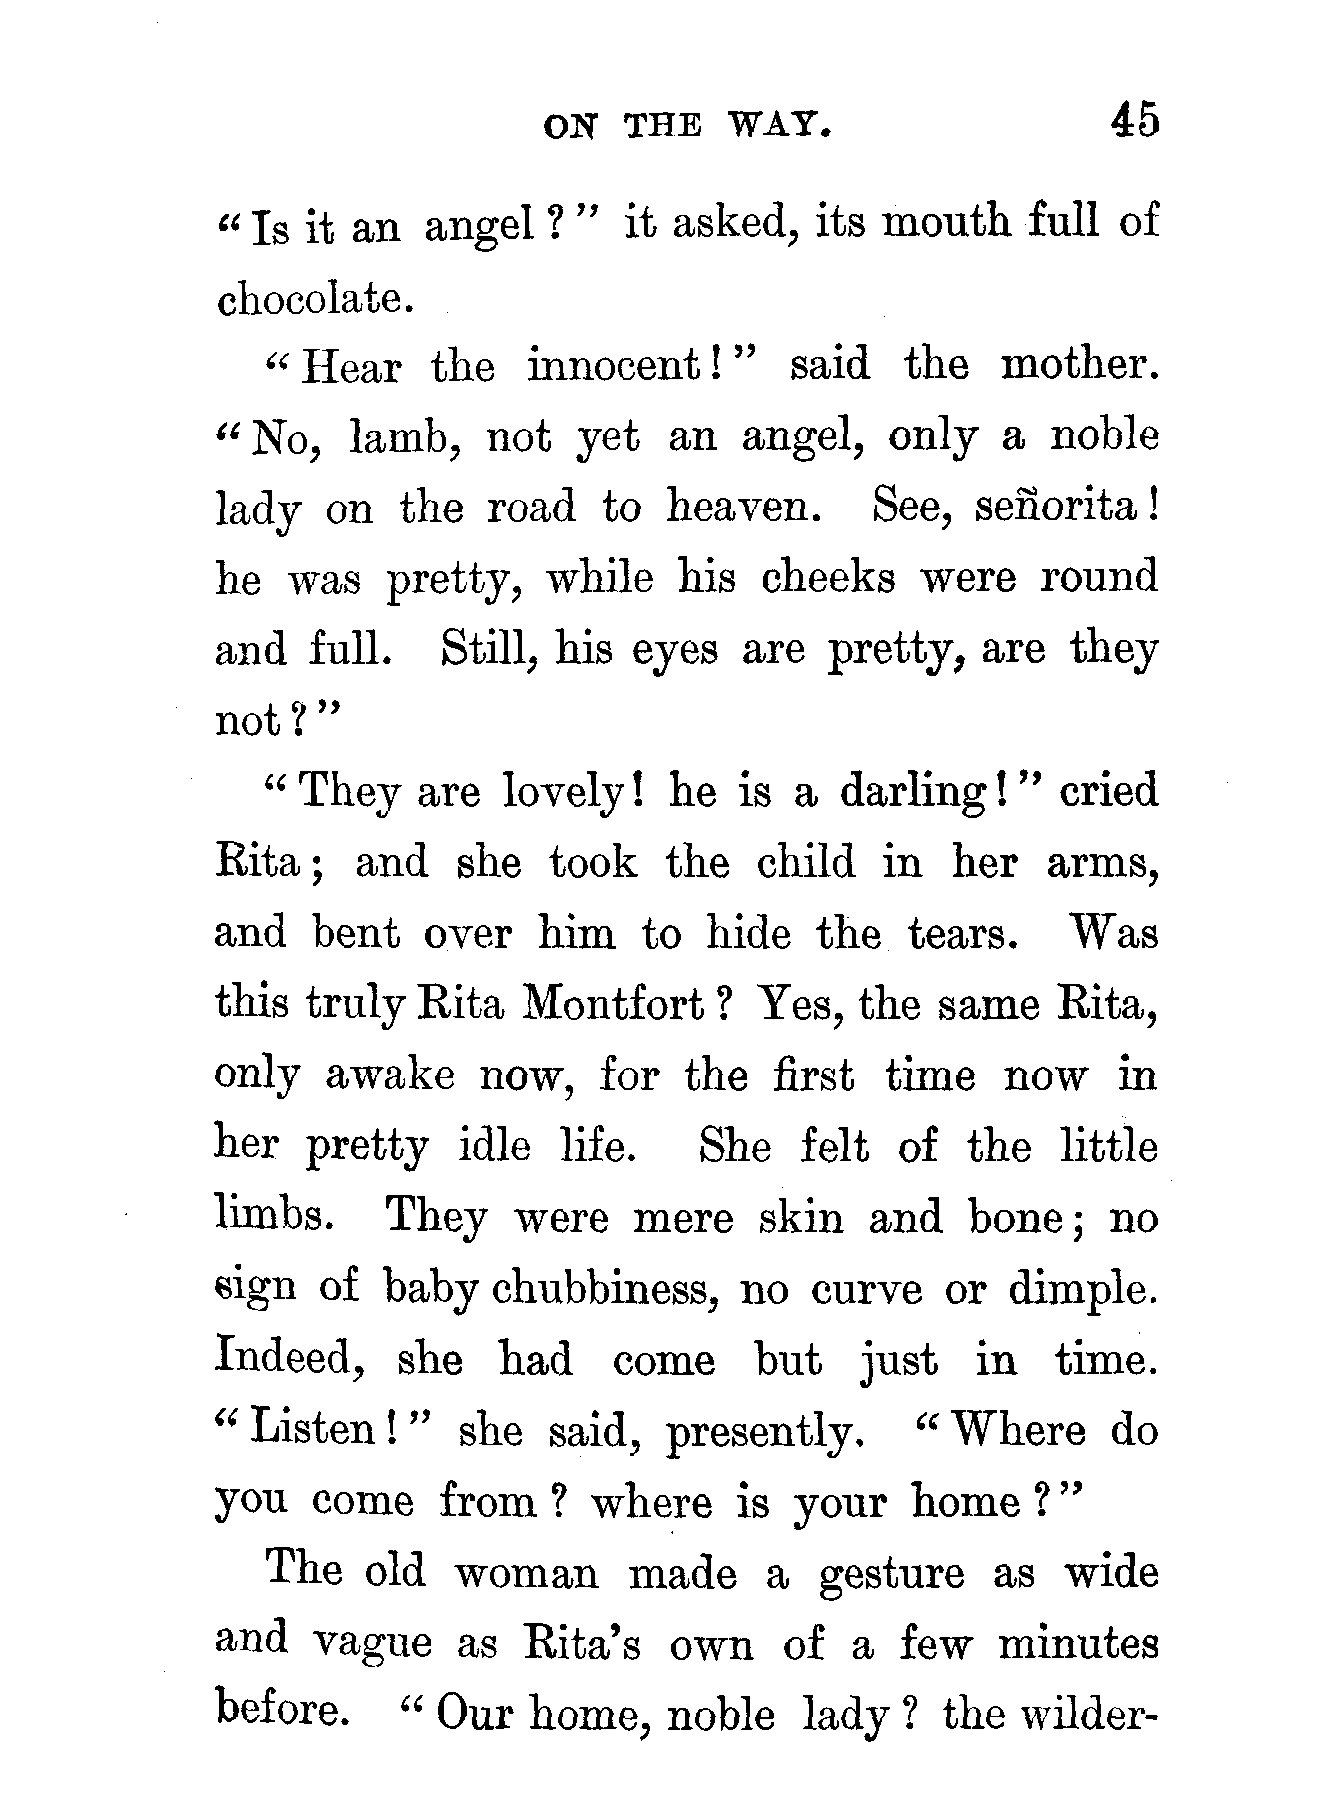 ON THE WAY. 45
“Is it an angel?” it asked, its mouth full of
chocolate.
“Hear the innocent!” said the mother.
“No, lamb, not yet an angel, only a noble
lady on the road to heaven. See, señorita!
he was pretty, while his cheeks were round
and full. Still, his eyes are pretty, are they
not?”
“They are lovely! he is a darling!” cried
Rita; and she took the child in her arms,
and bent over him to hide the tears. Was
this truly Rita Montfort? Yes, the same Rita,
only awake now, for the first time now in
her pretty idle life. She felt of the little
limbs. They were mere skin and bone; no
sign of baby chubbiness, no curve or dimple.
Indeed, she had come but just in time.
“Listen!” she said, presently. “Where do
you come from? where is your home?”
The old woman made a gesture as wide
and vague as Rita’s own of a few minutes
before. “Our home, noble lady? the wilder-